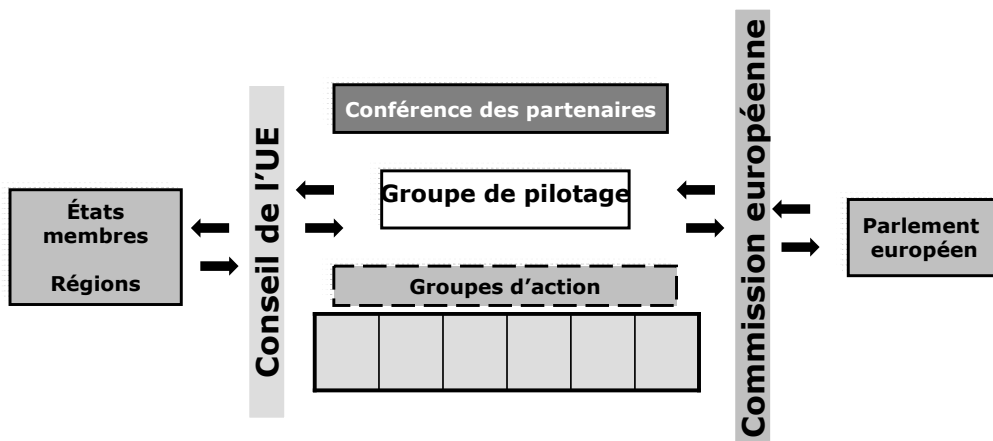 États
membres
Régions
Conseil de l'UE
Conférence des partenaires
Groupe de pilotage
Groupes d'action
Commission européenne
Parlement
européen